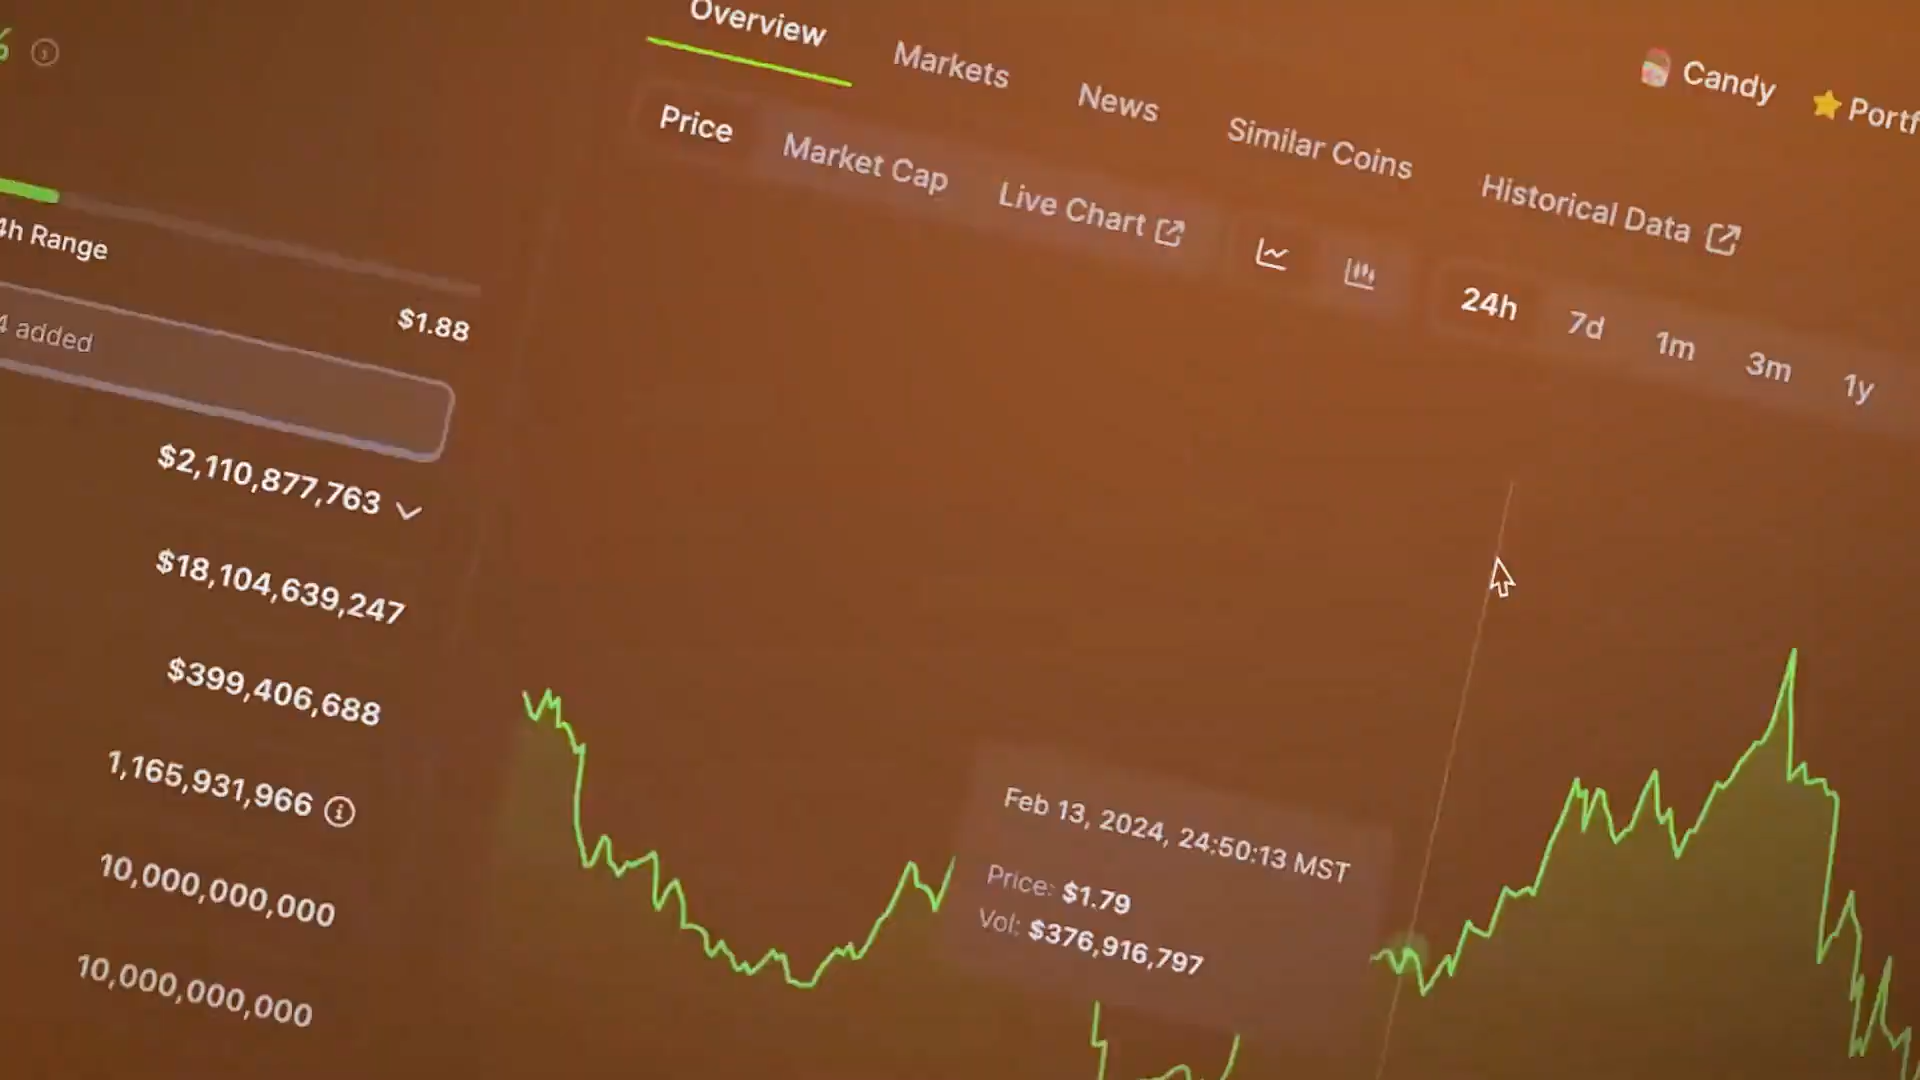 %
4h Range
$1.88
4 added
$2,110,877,763
$18,104,639,247
$399,406,688
1,165,931,966
10,000,000,000
10,000,000,000
Overview
Markets
News
Similar Coins
Historical Data
Candy
Portf
Price
Market Cap
Live Chart
24h
7d
1m
3m
1y
Feb 13, 2024, 24:50:13 MST
Price: $1.79
Vol: $376,916,797